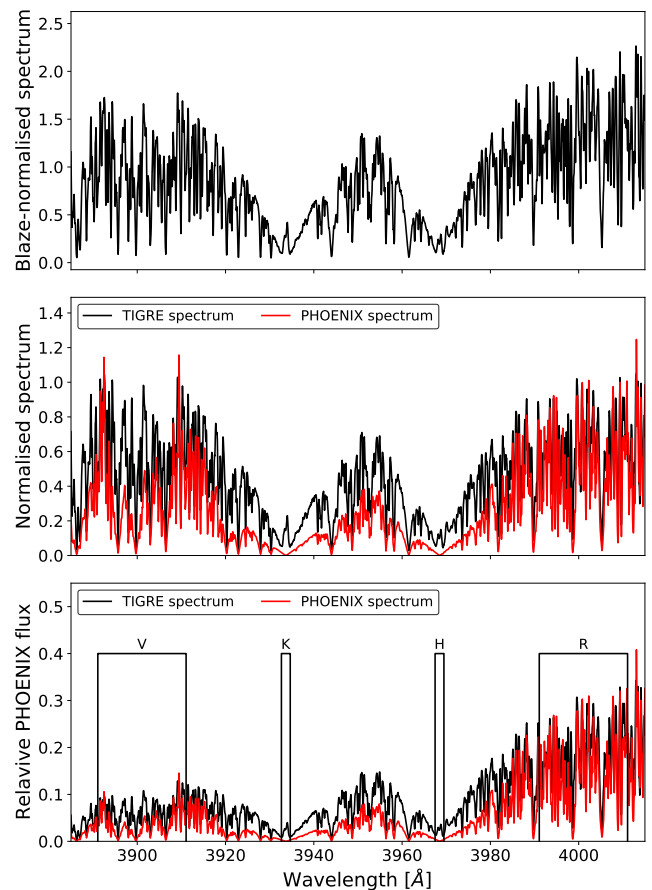 Blaze-normalised spectrum
2.5
2.0
1.5
1.0
0.5
0.0
Normalised spectrum
1.4
1.2
1.0
0.8
0.6
0.4
0.2
0.0
TIGRE spectrum PHOENIX spectrum
Relavive PHOENIX flux
0.5
0.4
0.3
0.2
0.1
0.0
TIGRE spectrum PHOENIX spectrum
V K H R
3900 3920 3940 3960 3980 4000
Wavelength [Å]